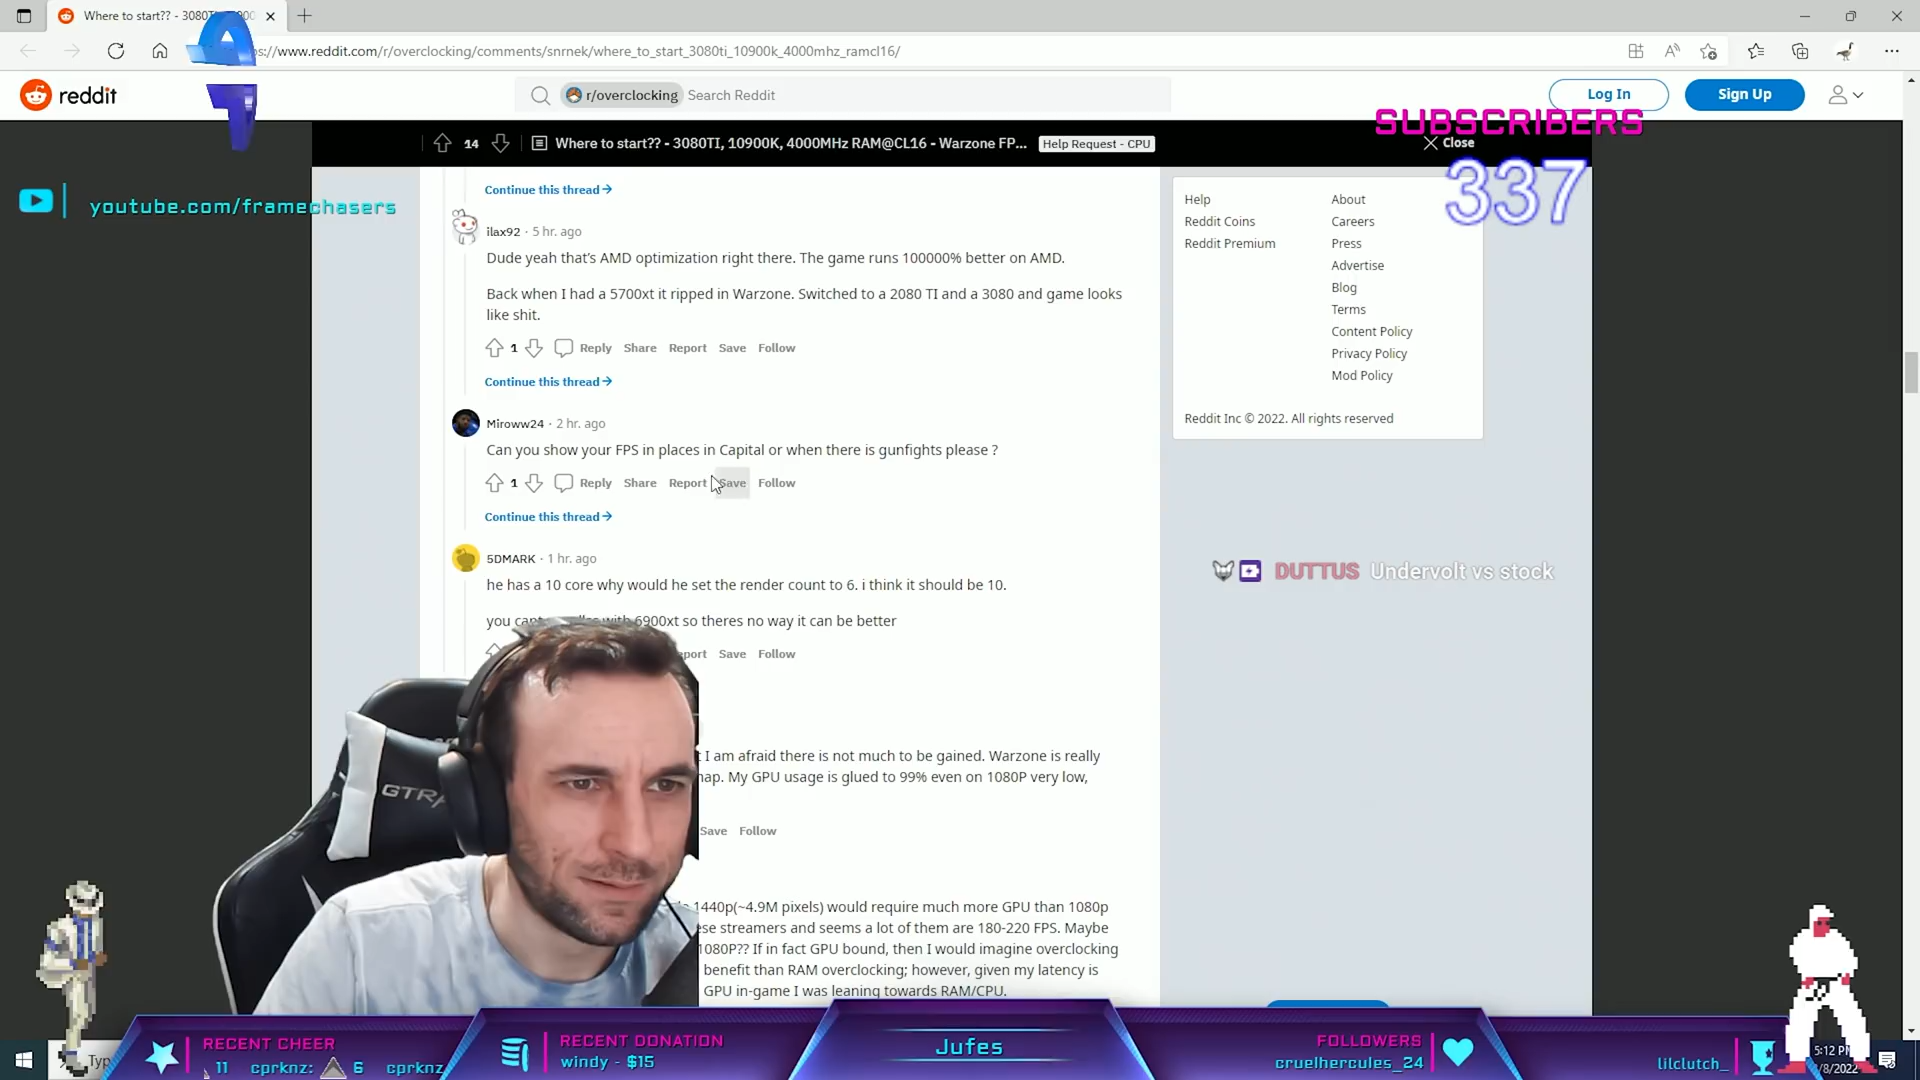 Where to start?? - 3080T
://www.reddit.com/r/overclocking/comments/snrnek/where_to_start_3080ti_10900k_4000mhz_ramcl16/
reddit
r/overclocking Search Reddit
Log In
Sign Up
SUBSCRIBERS
337
14
Where to start?? - 3080TI, 10900K, 4000MHz RAM@CL16 - Warzone FP...
Help Request - CPU
Close
youtube.com/framechasers
Continue this thread
ilax92 · 5 hr. ago
Dude yeah that's AMD optimization right there. The game runs 100000% better on AMD.
Back when I had a 5700xt it ripped in Warzone. Switched to a 2080 TI and a 3080 and game looks
like shit.
1 Reply Share Report Save Follow
Continue this thread
Miroww24 · 2 hr. ago
Can you show your FPS in places in Capital or when there is gunfights please ?
1 Reply Share Report Save Follow
Continue this thread
5DMARK · 1 hr. ago
he has a 10 core why would he set the render count to 6. i think it should be 10.
you with 6900xt so theres no way it can be better
port Save Follow
I am afraid there is not much to be gained. Warzone is really
nap. My GPU usage is glued to 99% even on 1080P very low,
Save Follow
1440p(~4.9M pixels) would require much more GPU than 1080p
ese streamers and seems a lot of them are 180-220 FPS. Maybe
1080P?? If in fact GPU bound, then I would imagine overclocking
benefit than RAM overclocking; however, given my latency is
GPU in-game I was leaning towards RAM/CPU.
Help
Reddit Coins
Reddit Premium
About
Careers
Press
Advertise
Blog
Terms
Content Policy
Privacy Policy
Mod Policy
Reddit Inc © 2022. All rights reserved
DUTTUS Undervolt vs stock
GTRA
RECENT CHEER
11 cprknz: 6 cprknz
RECENT DONATION
windy - $15
Jufes
FOLLOWERS
cruelhercules_24
lilclutch_
Typ
5:12 PM
/8/2022